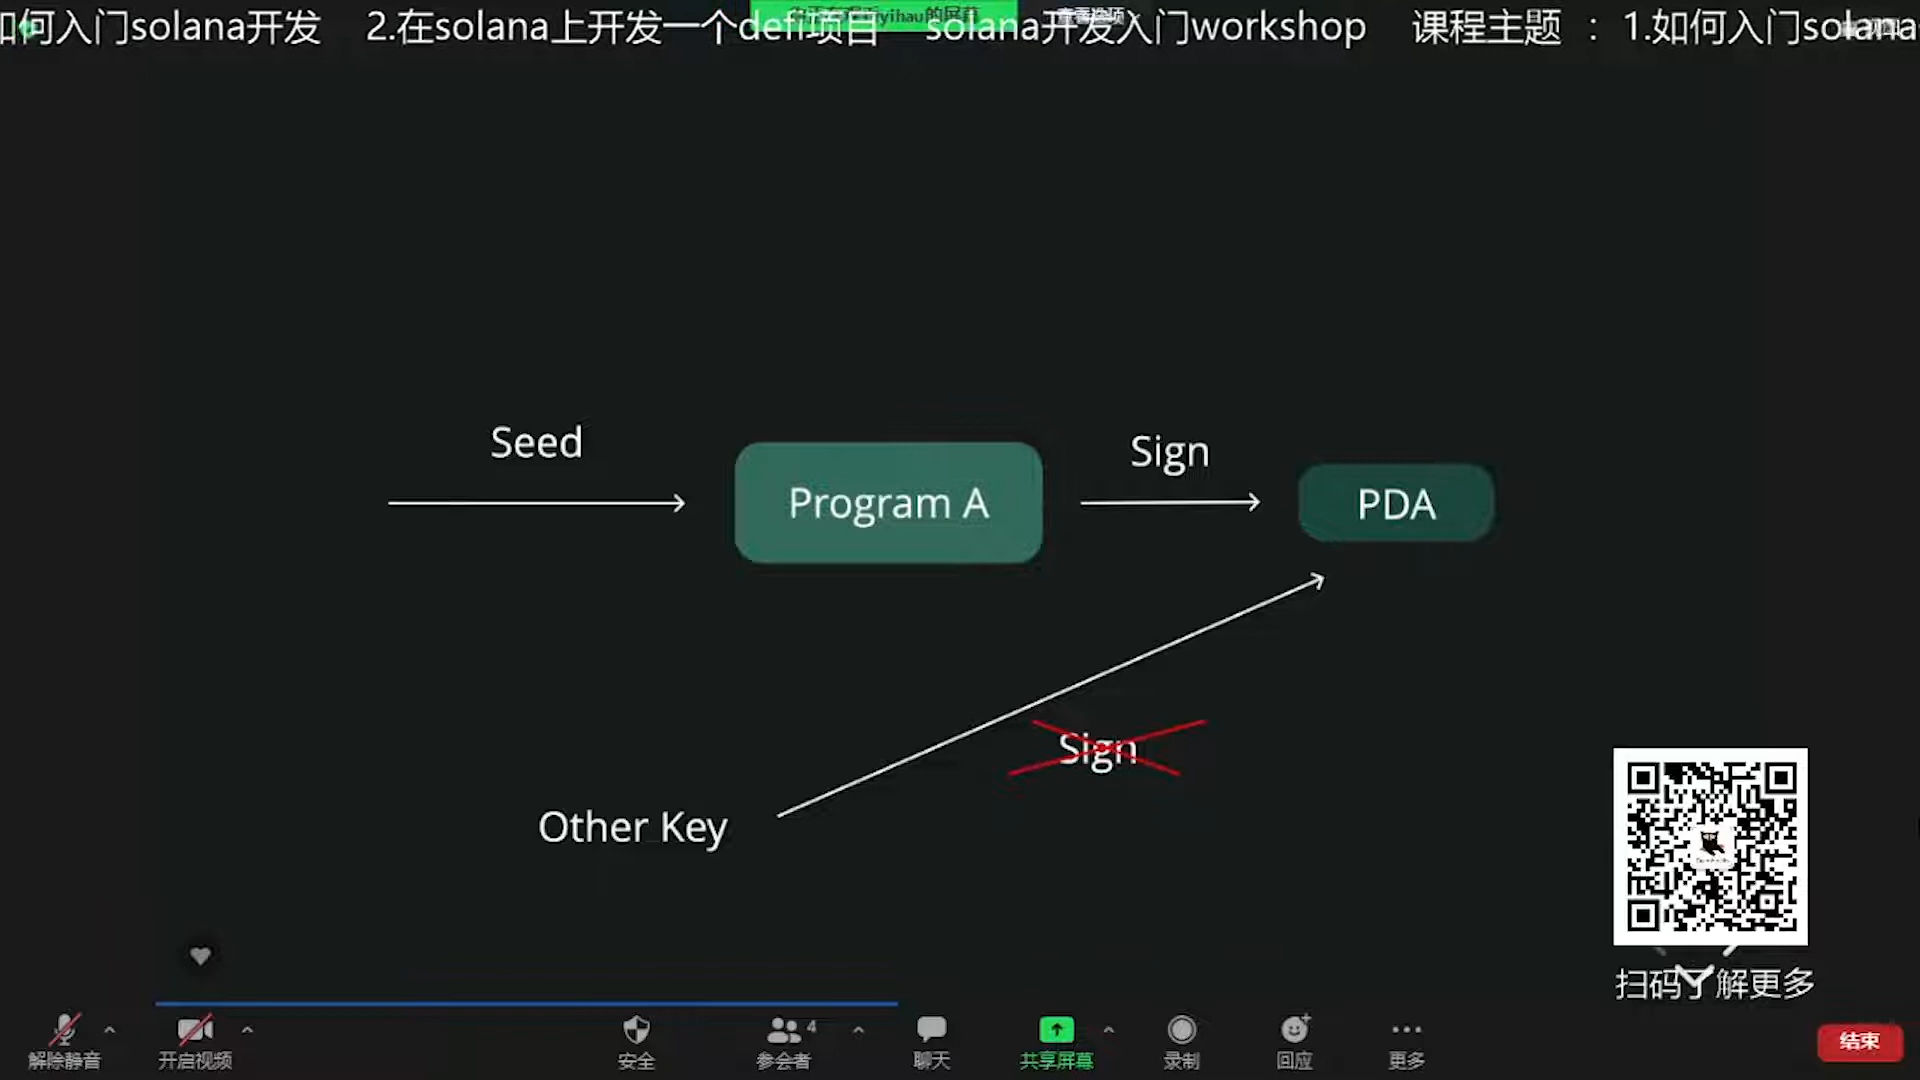 如何入门solana开发 2.在solana上开发一个defi项目 solana开发入门workshop 课程主题 : 1.如何入门solana
Seed
Program A
Sign
PDA
Sign
Other Key
扫码了解更多
解除静音
开启视频
安全
4
参会者
聊天
共享屏幕
录制
回应
更多
结束